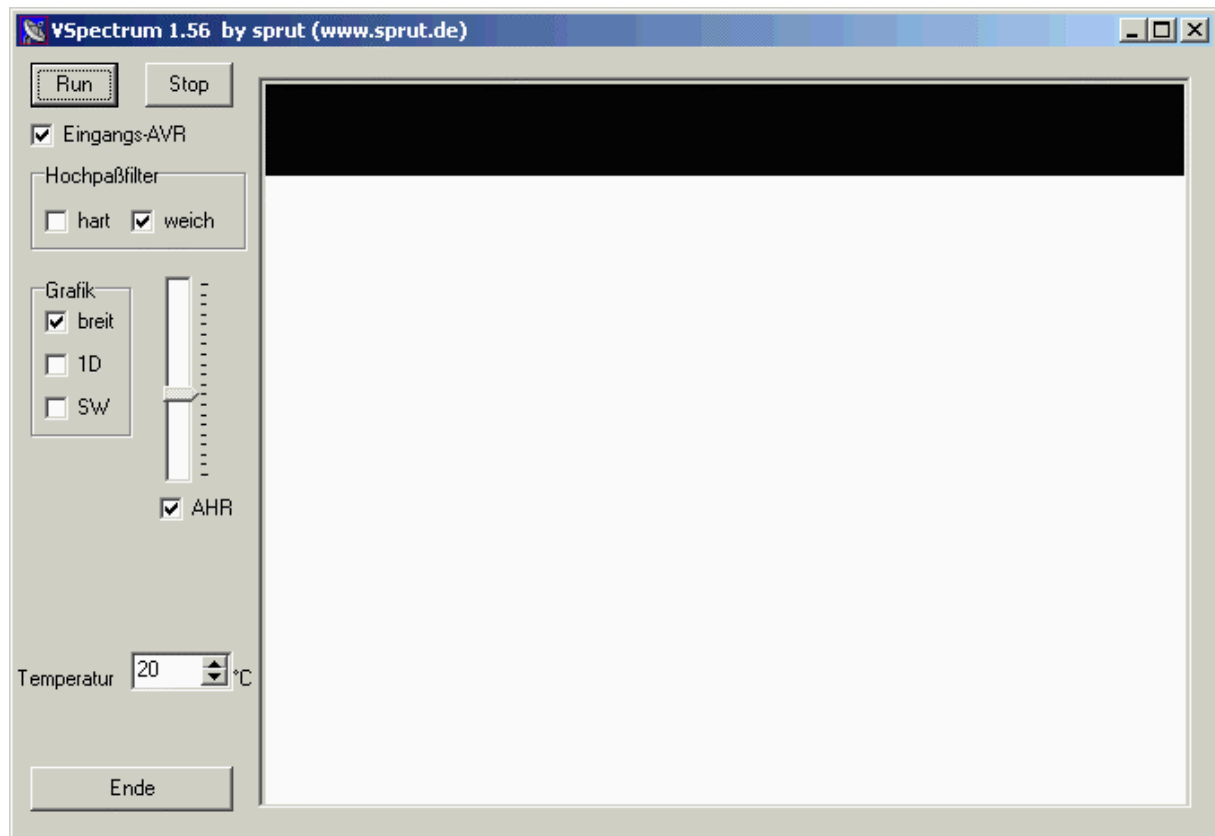 VSpectrum 1.56 by sprut (www.sprut.de)
Run Stop
Eingangs-AVR
Hochpaßfilter
hart weich
Grafik
breit
1D
SW
AHR
Temperatur 20 °C
Ende